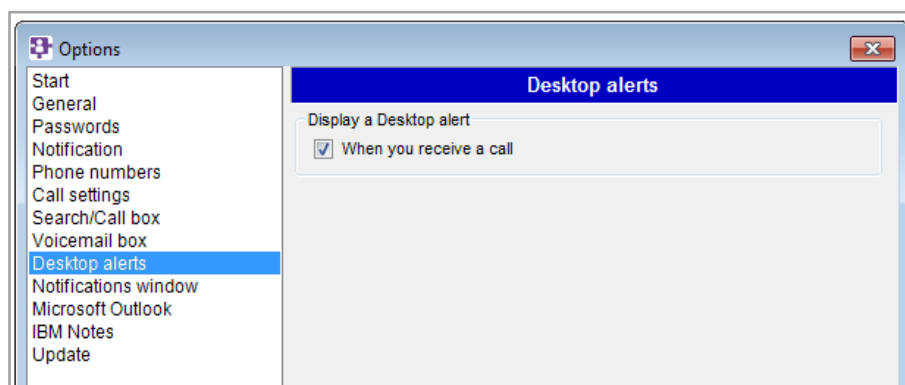 Options
Start
General
Passwords
Notification
Phone numbers
Call settings
Search/Call box
Voicemail box
Desktop alerts
Notifications window
Microsoft Outlook
IBM Notes
Update
Desktop alerts
Display a Desktop alert
When you receive a call